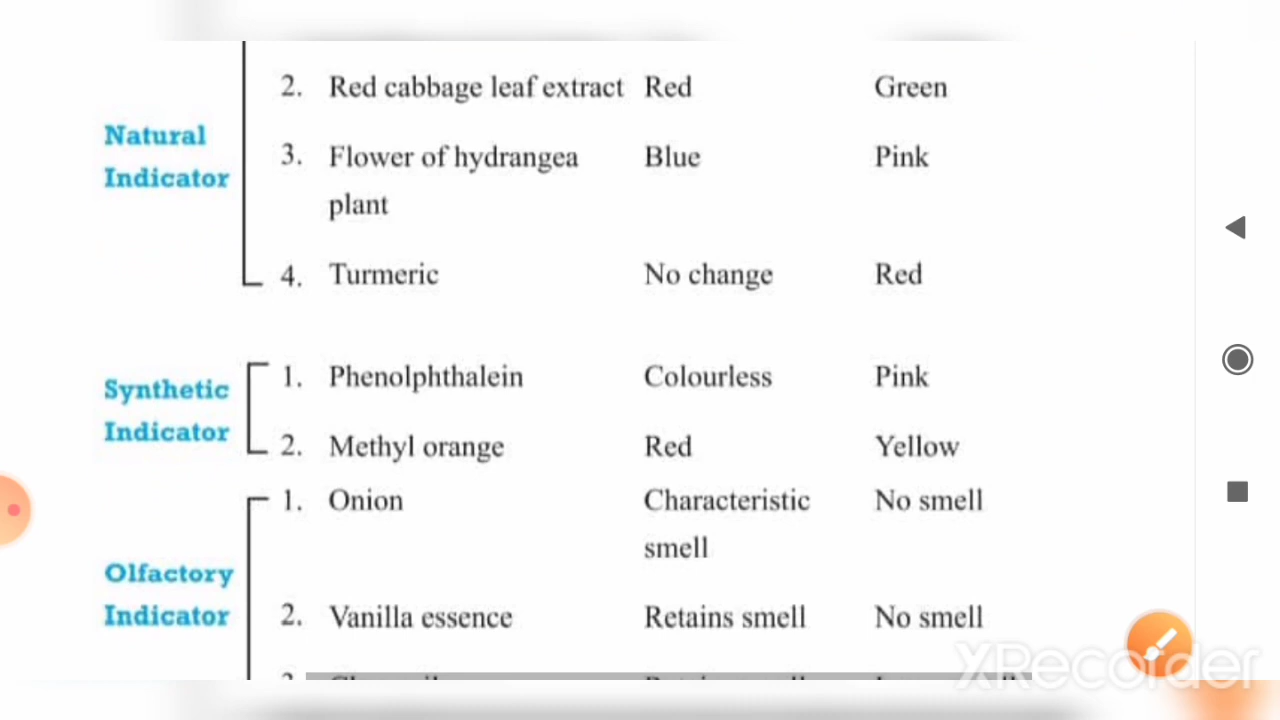 2. Red cabbage leaf extract Red Green
Natural
Indicator
3. Flower of hydrangea Blue Pink
plant
4. Turmeric No change Red
Synthetic
Indicator
1. Phenolphthalein Colourless Pink
2. Methyl orange Red Yellow
1. Onion Characteristic No smell
smell
Olfactory
Indicator
2. Vanilla essence Retains smell No smell
XRecorder